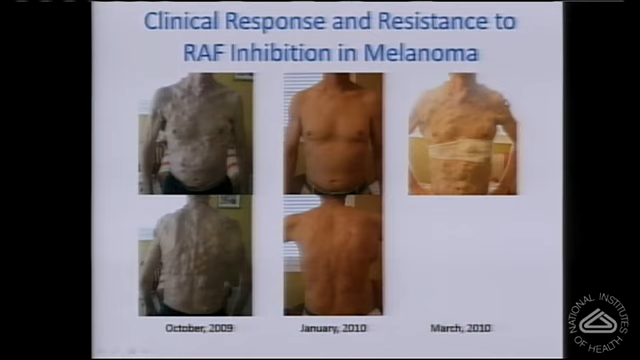 Clinical Response and Resistance to
RAF Inhibition in Melanoma
October, 2009
January, 2010
March, 2010
NATIONAL INSTITUTES
OF HEALTH